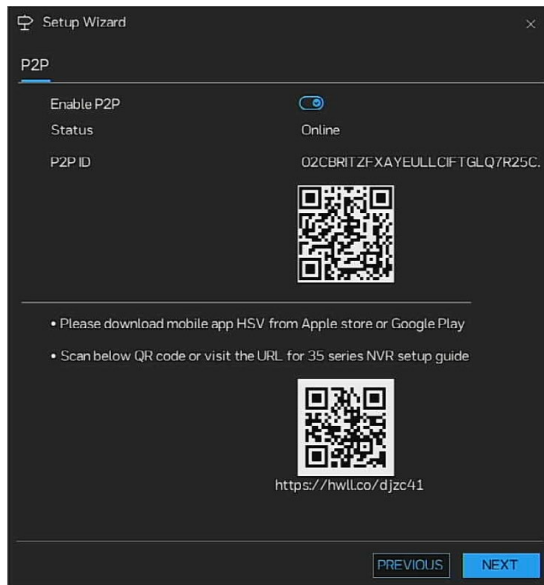 Setup Wizard
P2P
Enable P2P
Status Online
P2P ID 02CBRITZFXAYEULLCIFTGLQ7R25C.
• Please download mobile app HSV from Apple store or Google Play
• Scan below QR code or visit the URL for 35 series NVR setup guide
https://hwll.co/djzc41
PREVIOUS NEXT